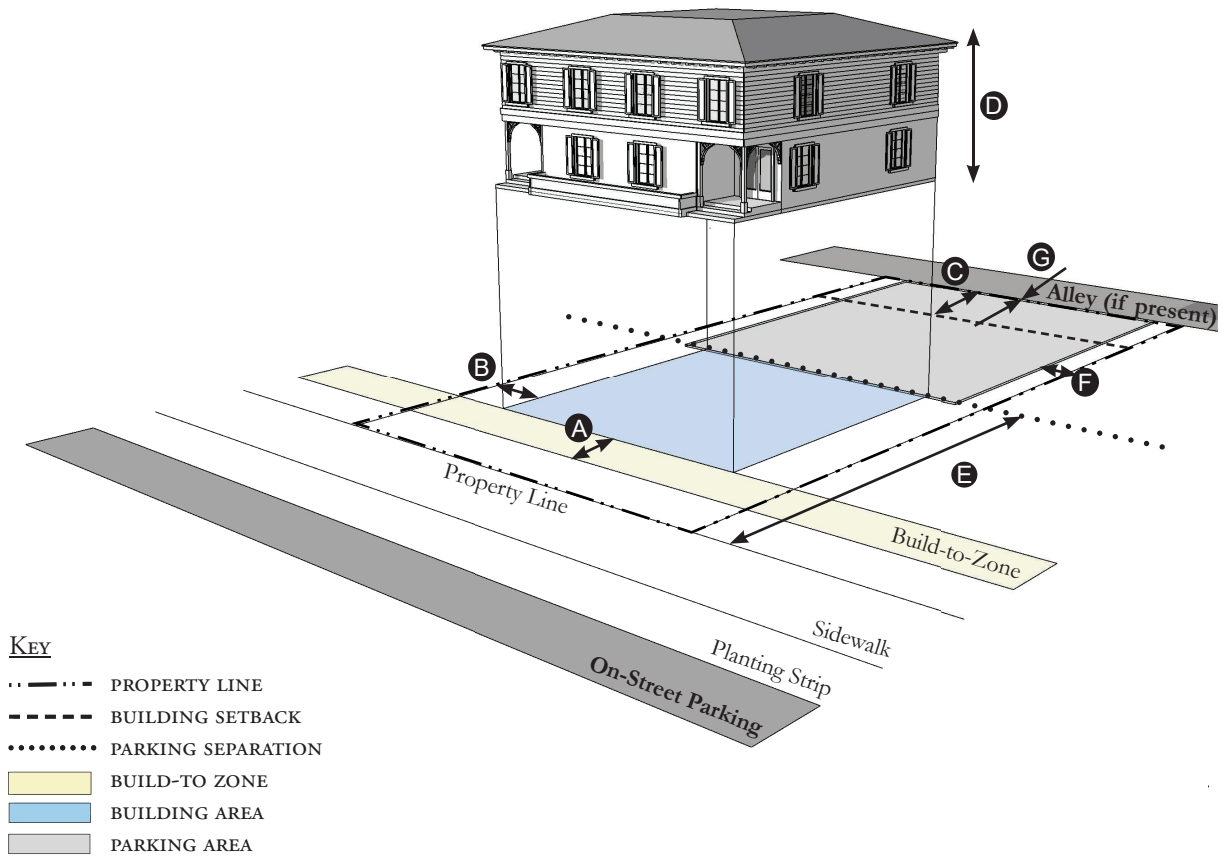 D
C
G
Alley (if present)
B
F
A
E
Property Line
Build-to-Zone
Sidewalk
Planting Strip
On-Street Parking
KEY
PROPERTY LINE
BUILDING SETBACK
PARKING SEPARATION
BUILD-TO ZONE
BUILDING AREA
PARKING AREA